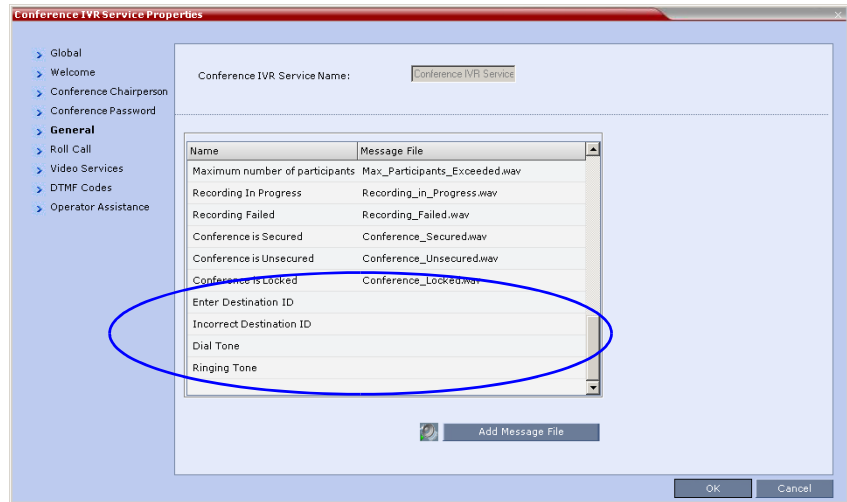 Conference IVR Service Properties
Global
Welcome
Conference Chairperson
Conference Password
General
Roll Call
Video Services
DTMF Codes
Operator Assistance
Conference IVR Service Name: Conference IVR Service
Name Message File
Maximum number of participants Max_Participants_Exceeded.wav
Recording In Progress Recording_in_Progress.wav
Recording Failed Recording_Failed.wav
Conference is Secured Conference_Secured.wav
Conference is Unsecured Conference_Unsecured.wav
Conference is Locked Conference_Locked.wav
Enter Destination ID
Incorrect Destination ID
Dial Tone
Ringing Tone
Add Message File
OK Cancel